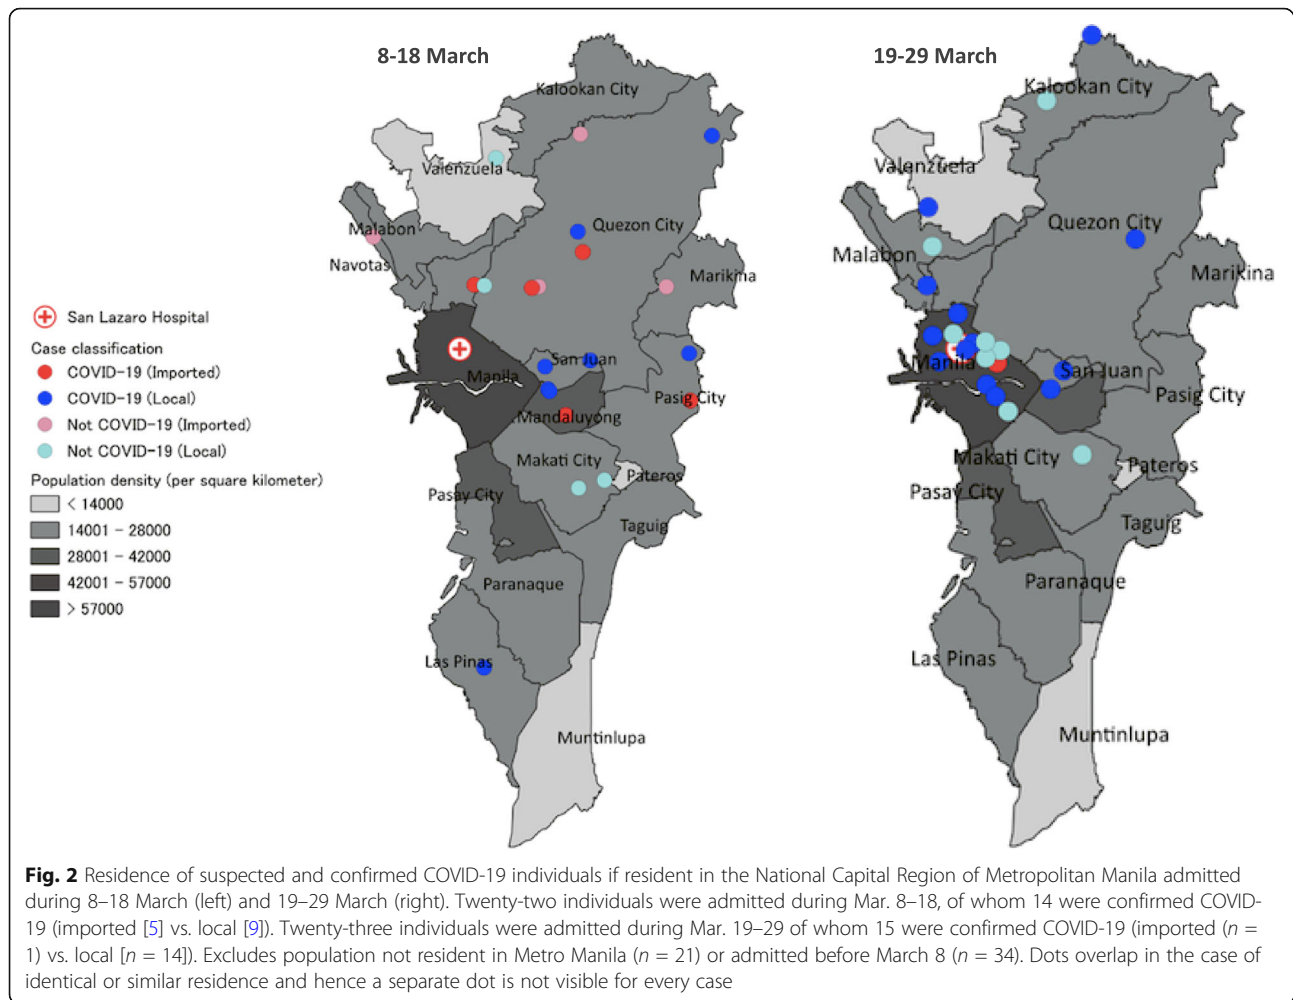 8-18 March
19-29 March
Kalookan City
Valenzuela
Quezon City
Malabon
Navotas
Marikina
San Juan
Manila
Pasig City
Mandaluyong
Makati City
Pateros
Pasay City
Taguig
Paranaque
Las Pinas
Muntinlupa
Kalookan City
Valenzuela
Quezon City
Malabon
Marikina
Manila
San Juan
Pasig City
Makati City
Pateros
Pasay City
Taguig
Paranaque
Las Pinas
Muntinlupa
San Lazaro Hospital
Case classification
COVID-19 (Imported)
COVID-19 (Local)
Not COVID-19 (Imported)
Not COVID-19 (Local)
Population density (per square kilometer)
< 14000
14001 - 28000
28001 - 42000
42001 - 57000
> 57000
Fig. 2 Residence of suspected and confirmed COVID-19 individuals if resident in the National Capital Region of Metropolitan Manila admitted
during 8–18 March (left) and 19–29 March (right). Twenty-two individuals were admitted during Mar. 8–18, of whom 14 were confirmed COVID-
19 (imported [5] vs. local [9]). Twenty-three individuals were admitted during Mar. 19–29 of whom 15 were confirmed COVID-19 (imported (n =
1) vs. local [n = 14]). Excludes population not resident in Metro Manila (n = 21) or admitted before March 8 (n = 34). Dots overlap in the case of
identical or similar residence and hence a separate dot is not visible for every case